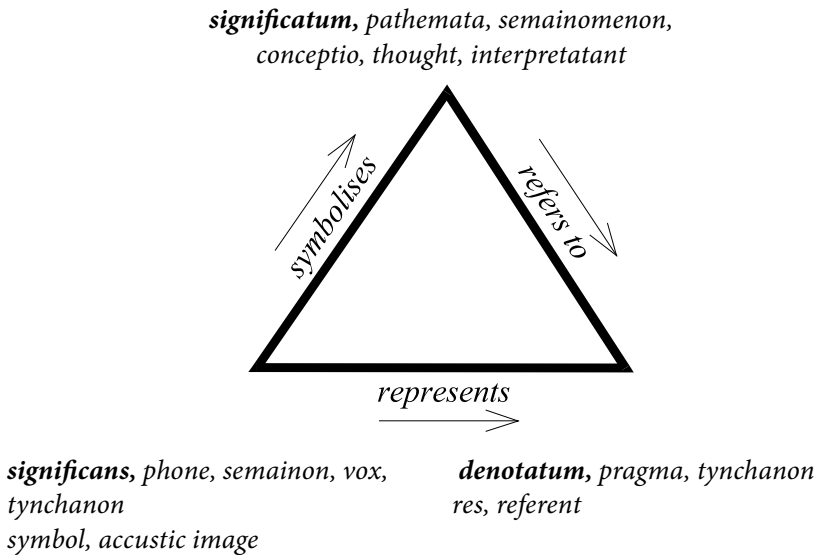 significatum, pathemata, semainomenon,
conceptio, thought, interpretatant
symbolises
refers to
represents
significans, phone, semainon, vox,
tynchanon
symbol, accustic image
denotatum, pragma, tynchanon
res, referent